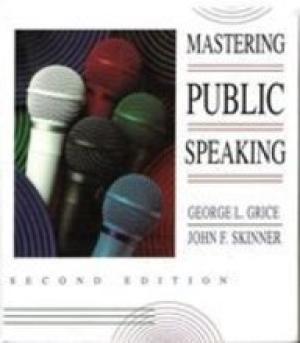 MASTERING
PUBLIC
SPEAKING
GEORGE L. GRICE
JOHN F. SKINNER
SECOND EDITION